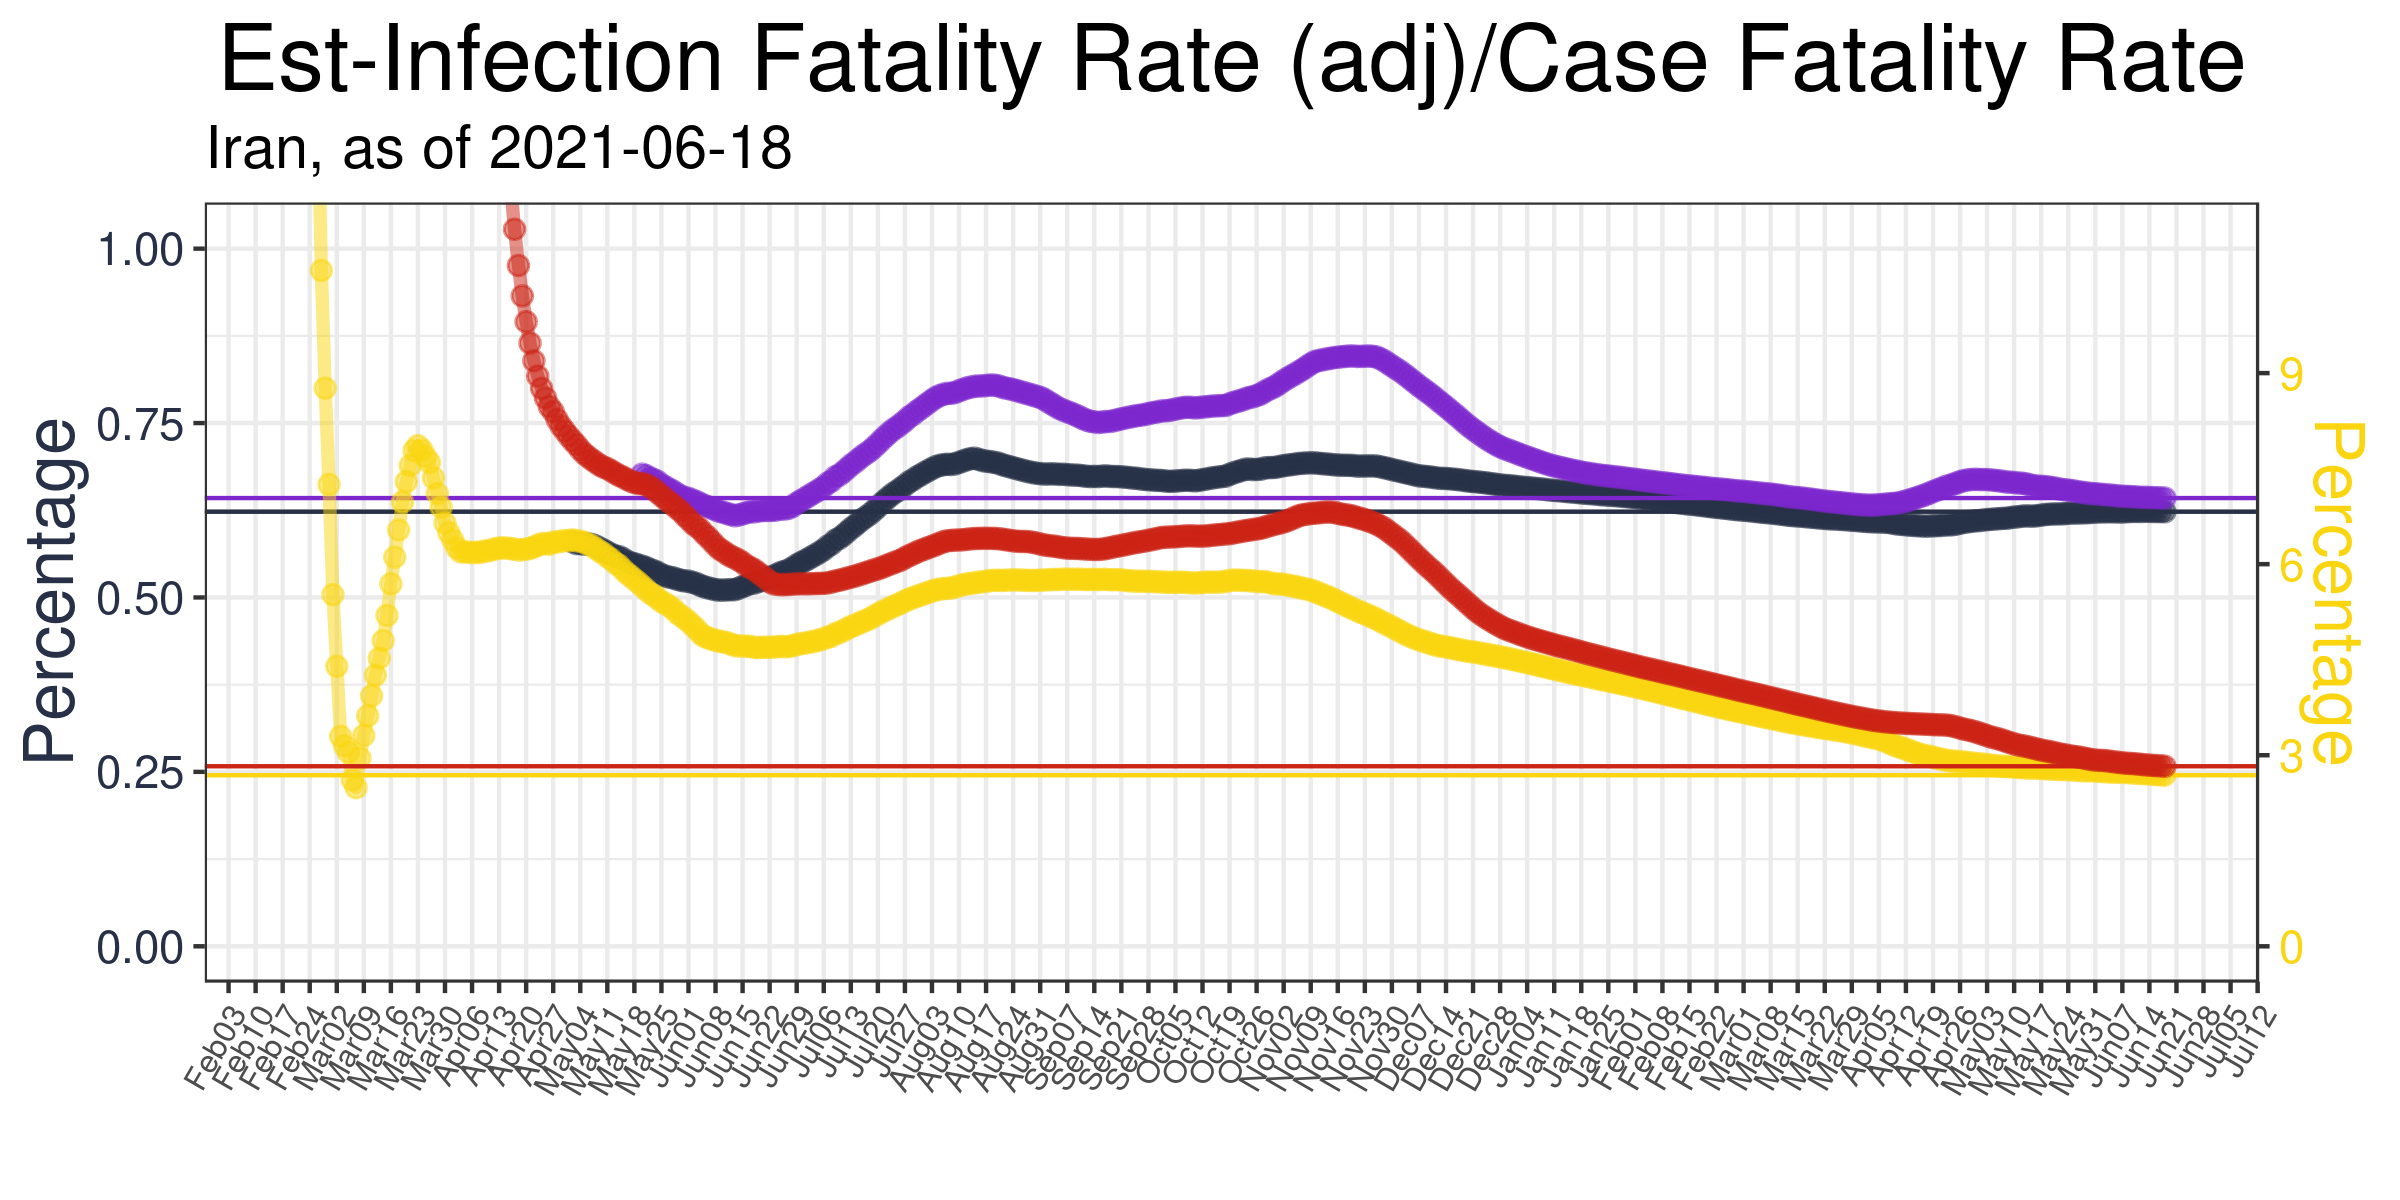 Est-Infection Fatality Rate (adj)/Case Fatality Rate
Iran, as of 2021-06-18
Percentage
1.00
0.75
0.50
0.25
0.00
9
6
3
0
Percentage
Feb03
Feb10
Feb17
Feb24
Mar02
Mar09
Mar16
Mar23
Mar30
Apr06
Apr13
Apr20
Apr27
May04
May11
May18
May25
Jun01
Jun08
Jun15
Jun22
Jun29
Jul06
Jul13
Jul20
Jul27
Aug03
Aug10
Aug17
Aug24
Aug31
Sep07
Sep14
Sep21
Sep28
Oct05
Oct12
Oct19
Oct26
Nov02
Nov09
Nov16
Nov23
Nov30
Dec07
Dec14
Dec21
Dec28
Jan04
Jan11
Jan18
Jan25
Feb01
Feb08
Feb15
Feb22
Mar01
Mar08
Mar15
Mar22
Mar29
Apr05
Apr12
Apr19
Apr26
May03
May10
May17
May24
May31
Jun07
Jun14
Jun21
Jun28
Jul05
Jul12